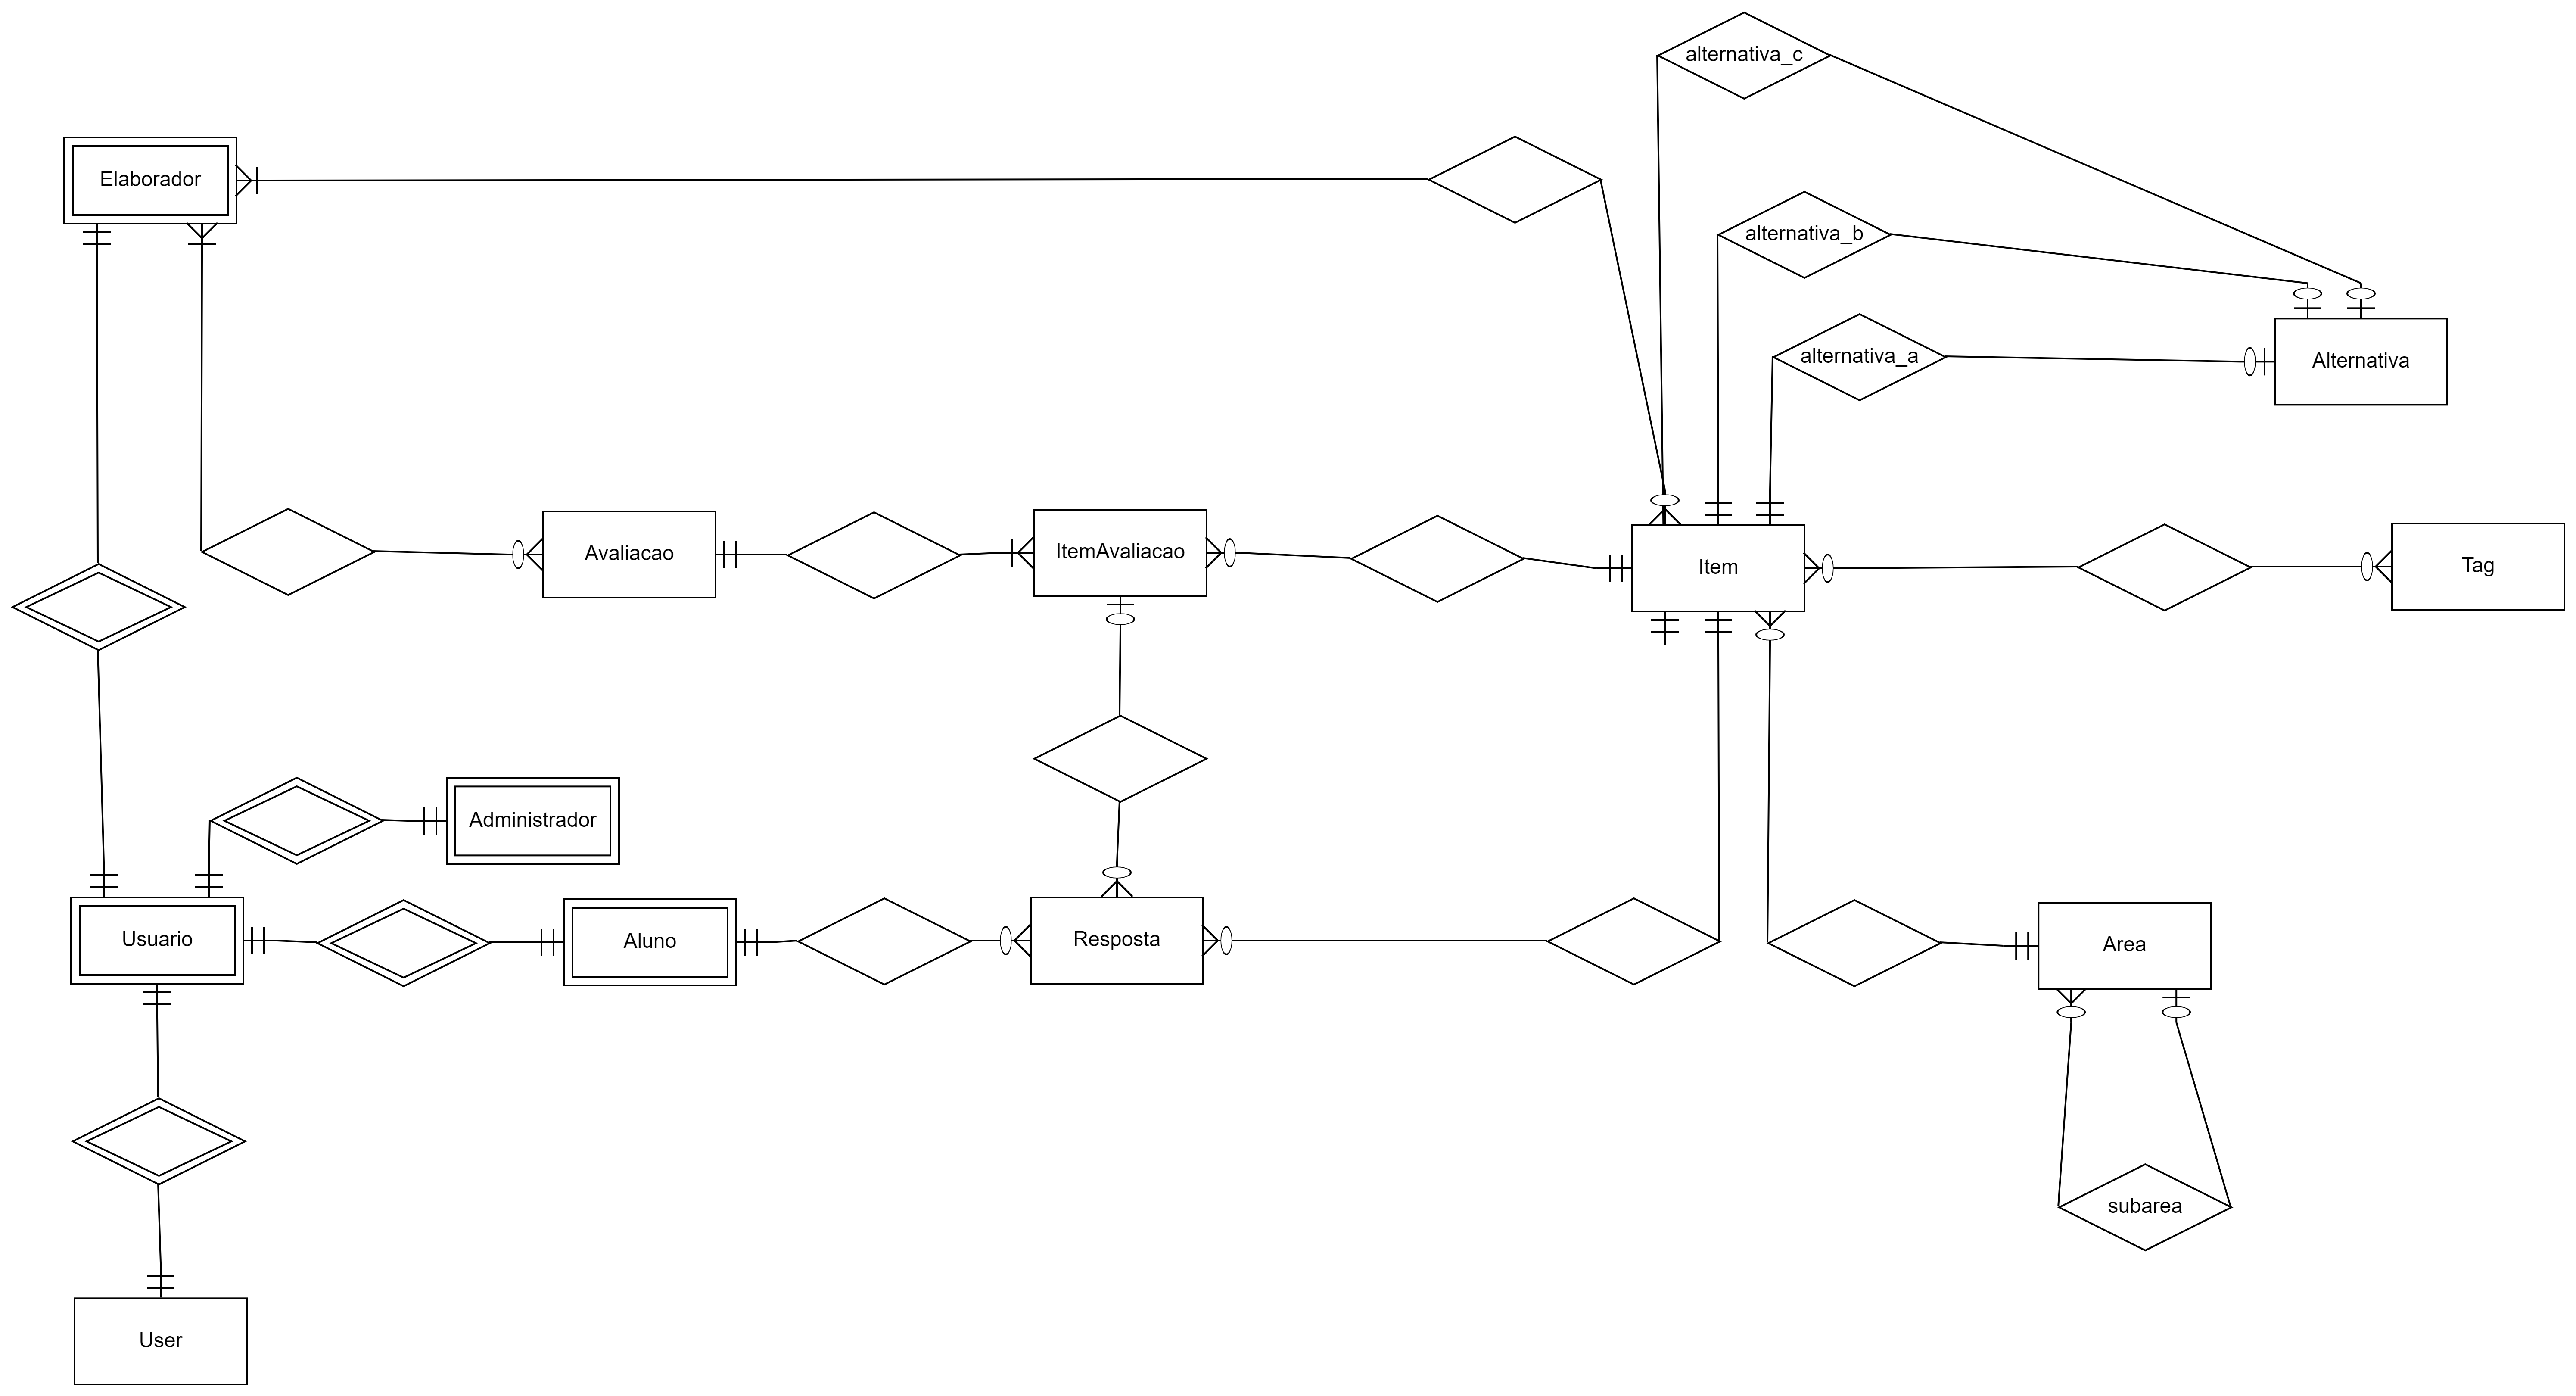 alternativa_c
Elaborador
alternativa_b
alternativa_a
Alternativa
Avaliacao
ItemAvaliacao
Item
Tag
Administrador
Usuario
Aluno
Resposta
Area
subarea
User